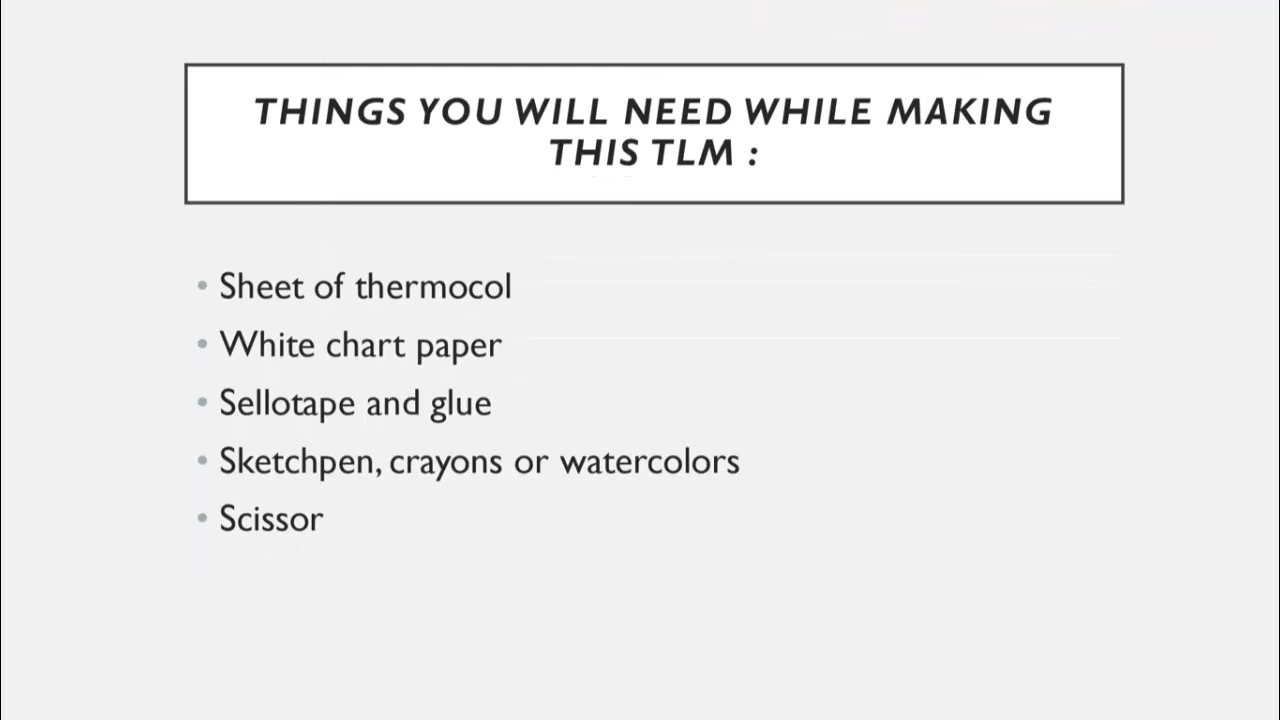 THINGS YOU WILL NEED WHILE MAKING
THIS TLM :
• Sheet of thermocol
• White chart paper
• Sellotape and glue
• Sketchpen, crayons or watercolors
• Scissor